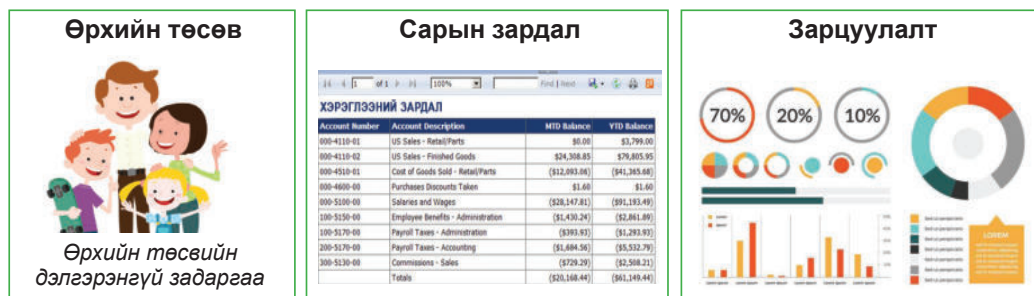 Өрхийн төсөв
Өрхийн төсвийн
дэлгэрэнгүй задаргаа
Сарын зардал
1 of 1 100% Find | Next
ХЭРЭГЛЭЭНИЙ ЗАРДАЛ
Account Number Account Description MTD Balance YTD Balance
000-4110-01 US Sales - Retail/Parts $0.00 $3,799.00
000-4110-02 US Sales - Finished Goods $24,308.85 $79,805.95
000-4510-01 Cost of Goods Sold - Retail/Parts ($12,093.06) ($41,365.68)
000-4600-00 Purchases Discounts Taken $1.60 $1.60
000-5100-00 Salaries and Wages ($28,147.81) ($91,193.49)
100-5150-00 Employee Benefits - Administration ($1,430.24) ($2,861.89)
100-5170-00 Payroll Taxes - Administration ($393.93) ($1,293.93)
200-5170-00 Payroll Taxes - Accounting ($1,684.56) ($5,532.79)
300-5130-00 Commissions - Sales ($729.29) ($2,508.21)
Totals ($20,168.44) ($61,149.44)
Зарцуулалт
70% 20% 10%
LOREM